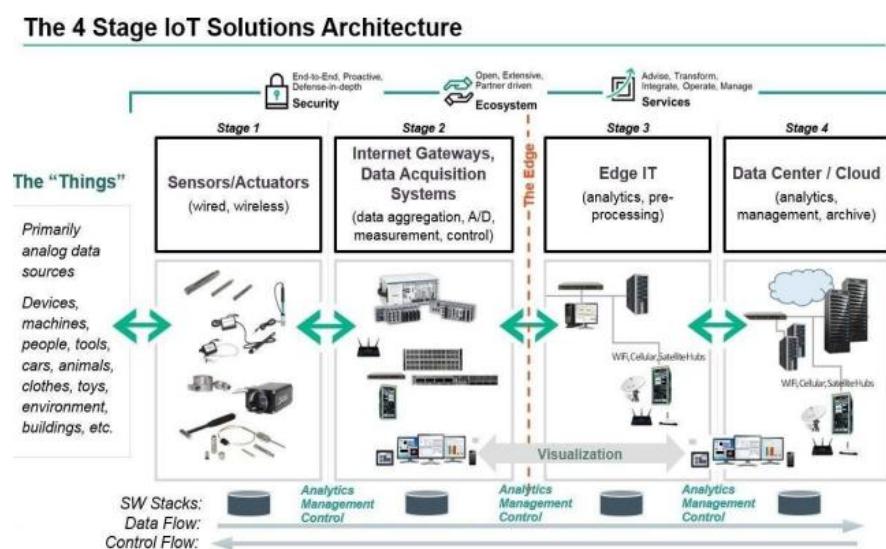 The 4 Stage IoT Solutions Architecture
End-to-End, Proactive,
Defense-in-depth
Security
Open, Extensive,
Partner driven
Ecosystem
Advise, Transform,
Integrate, Operate, Manage
Services
The "Things"
Primarily
analog data
sources
Devices,
machines,
people, tools,
cars, animals,
clothes, toys,
environment,
buildings, etc.
Stage 1
Sensors/Actuators
(wired, wireless)
Stage 2
Internet Gateways,
Data Acquisition
Systems
(data aggregation, A/D,
measurement, control)
The Edge
Stage 3
Edge IT
(analytics, pre-
processing)
Stage 4
Data Center / Cloud
(analytics,
management, archive)
WiFi, Cellular, Satellite Hubs
WiFi, Cellular, Satellite Hubs
Visualization
SW Stacks:
Analytics
Management
Control
Analytics
Management
Control
Analytics
Management
Control
Data Flow:
Control Flow: